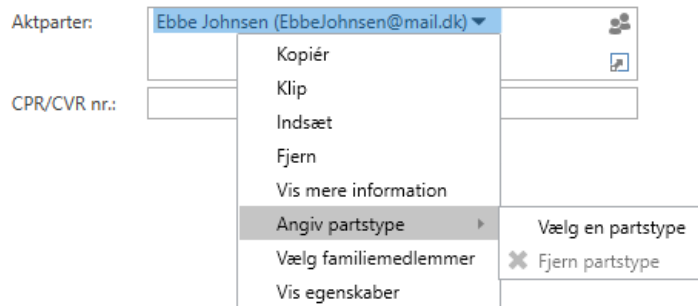 Aktparter:
Ebbe Johnsen (EbbeJohnsen@mail.dk)
Kopiér
Klip
CPR/CVR nr.:
Indsæt
Fjern
Vis mere information
Angiv partstype
Vælg en partstype
Vælg familiemedlemmer
Fjern partstype
Vis egenskaber